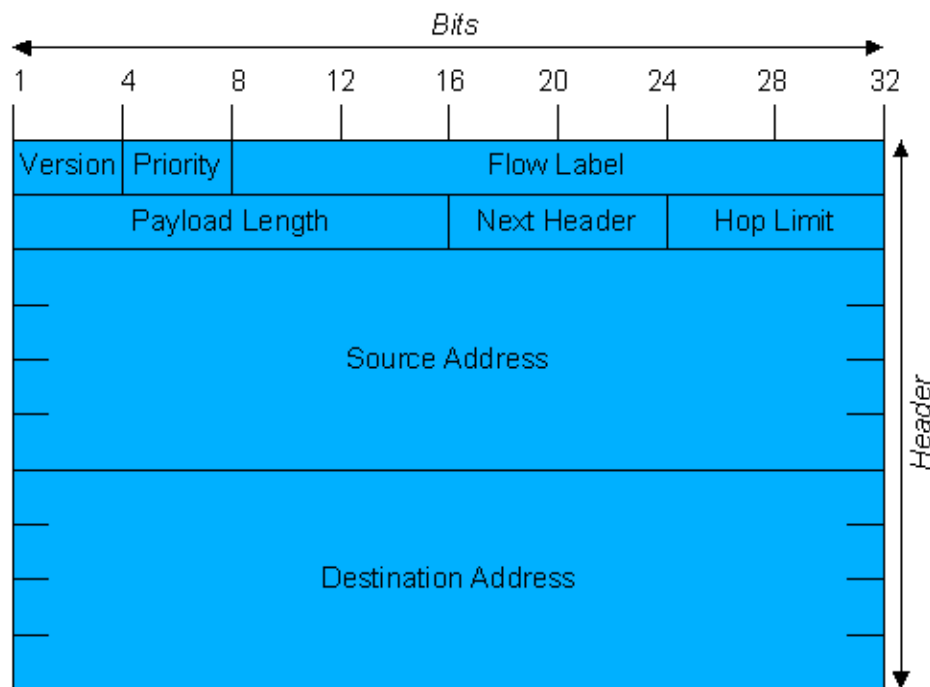 Bits
1 4 8 12 16 20 24 28 32
Version Priority Flow Label
Payload Length Next Header Hop Limit
Source Address
Header
Destination Address